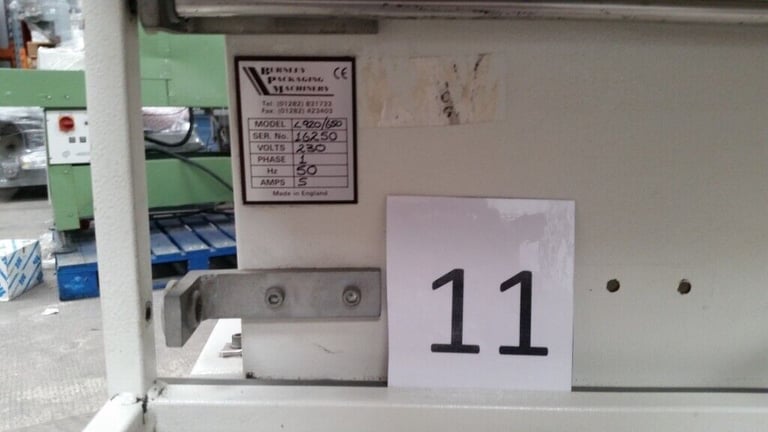 BURNLEY
PACKAGING
MACHINERY
CE
Tel: (01282) 831723
Fax: (01282) 423403
MODEL L920/650
SER. No. 16250
VOLTS 230
PHASE 1
Hz 50
AMPS 5
Made in England
11